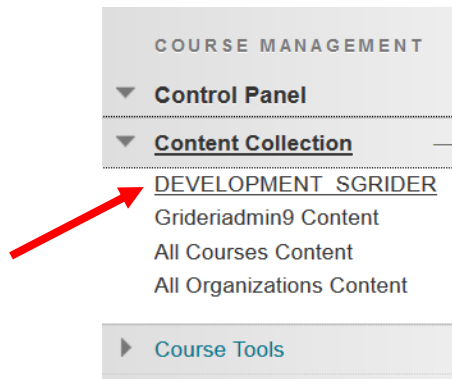 COURSE MANAGEMENT
Control Panel
Content Collection
DEVELOPMENT_SGRIDER
Grideriadmin9 Content
All Courses Content
All Organizations Content
Course Tools